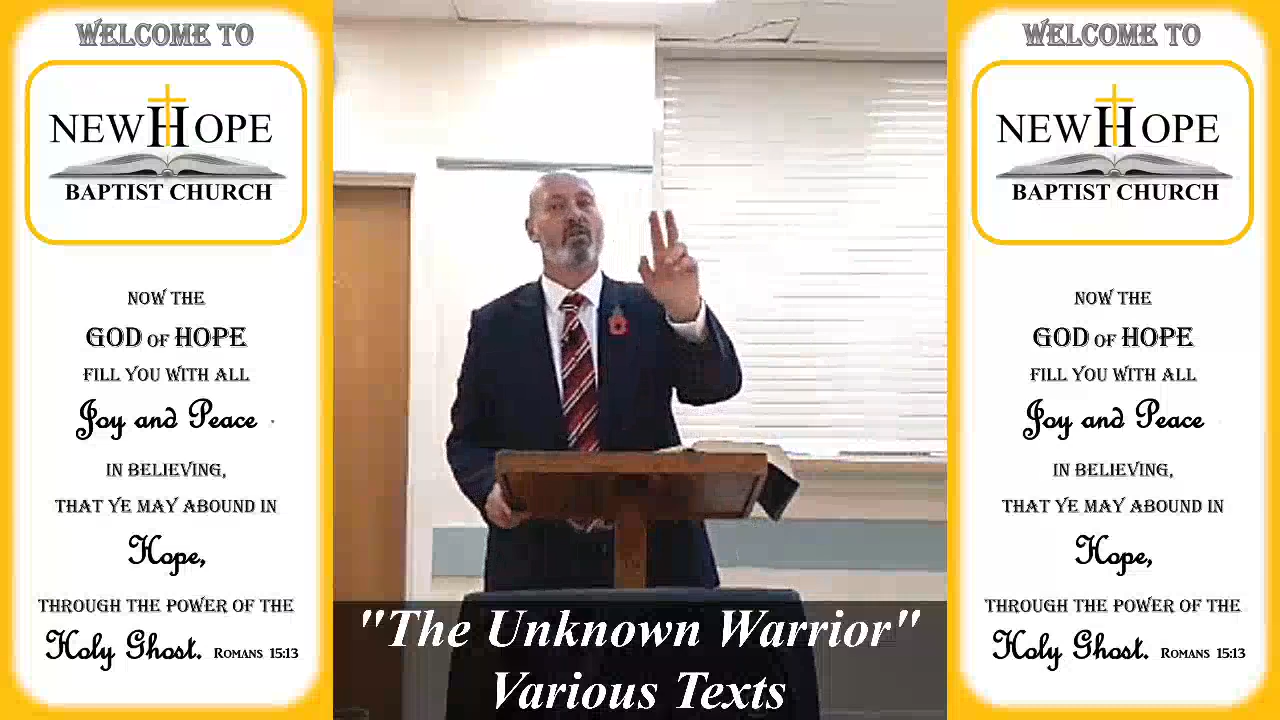 WELCOME TO
NEW HOPE
BAPTIST CHURCH
NOW THE
GOD OF HOPE
FILL YOU WITH ALL
Joy and Peace
IN BELIEVING,
THAT YE MAY ABOUND IN
Hope,
THROUGH THE POWER OF THE
Holy Ghost. ROMANS 15:13
"The Unknown Warrior"
Various Texts
WELCOME TO
NEW HOPE
BAPTIST CHURCH
NOW THE
GOD OF HOPE
FILL YOU WITH ALL
Joy and Peace
IN BELIEVING,
THAT YE MAY ABOUND IN
Hope,
THROUGH THE POWER OF THE
Holy Ghost. ROMANS 15:13